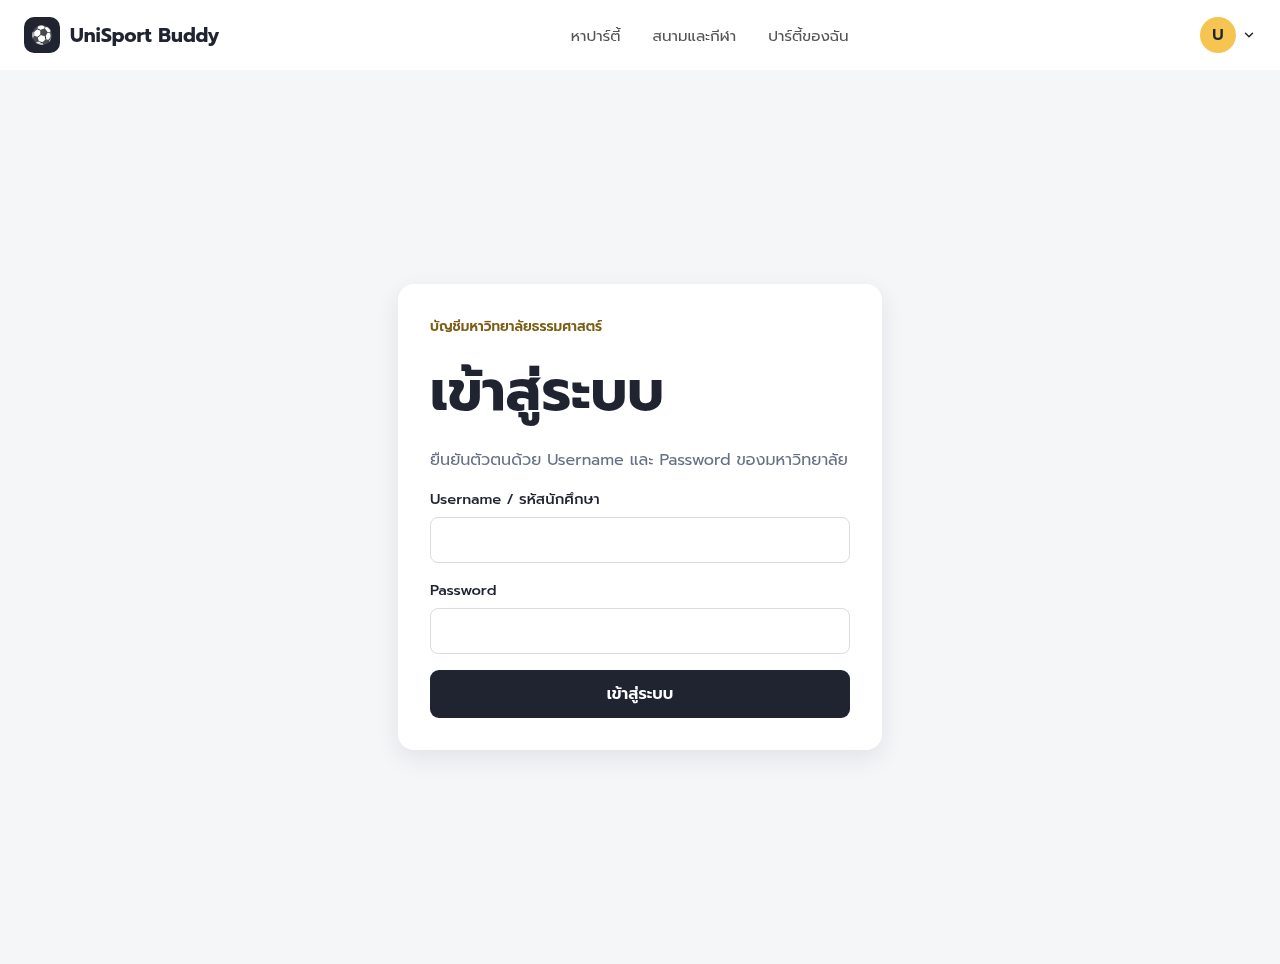 UniSport Buddy
หาปาร์ตี้
สนามและกีฬา
ปาร์ตี้ของฉัน
U
บัญชีมหาวิทยาลัยธรรมศาสตร์
เข้าสู่ระบบ
ยืนยันตัวตนด้วย Username และ Password ของมหาวิทยาลัย
Username / รหัสนักศึกษา
Password
เข้าสู่ระบบ